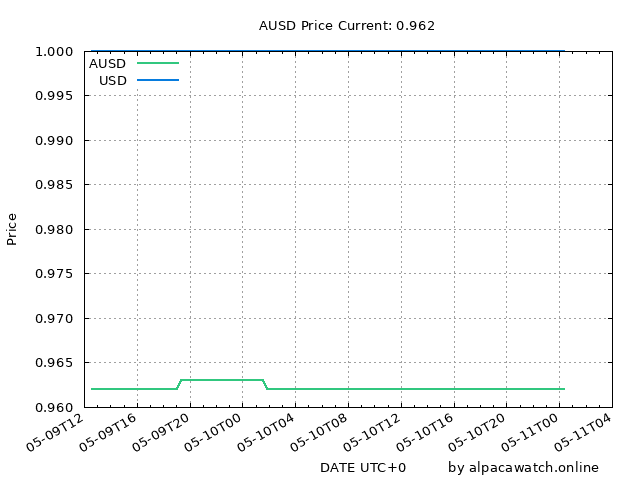 AUSD Price Current: 0.962
1.000
AUSD
USD
0.995
0.990
0.985
0.980
Price
0.975
0.970
0.965
0.960
05-09T12 05-09T16 05-09T20 05-10T00 05-10T04 05-10T08 05-10T12 05-10T16 05-10T20 05-11T00 05-11T04
DATE UTC+0 by alpacawatch.online